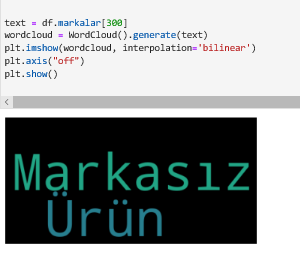 text = df.markalar[300]
wordcloud = WordCloud().generate(text)
plt.imshow(wordcloud, interpolation='bilinear')
plt.axis("off")
plt.show()
Markasız
Ürün